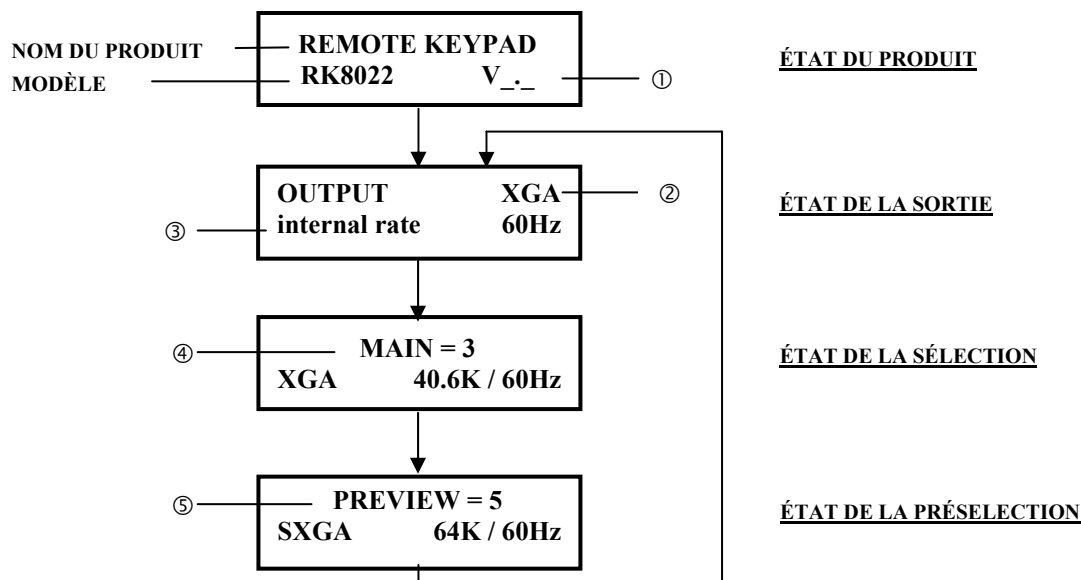 NOM DU PRODUIT
MODÈLE
REMOTE KEYPAD
RK8022 V_._
①
ÉTAT DU PRODUIT
OUTPUT XGA
internal rate 60Hz
②
③
ÉTAT DE LA SORTIE
④
MAIN = 3
XGA 40.6K / 60Hz
ÉTAT DE LA SÉLECTION
⑤
PREVIEW = 5
SXGA 64K / 60Hz
ÉTAT DE LA PRÉSELECTION